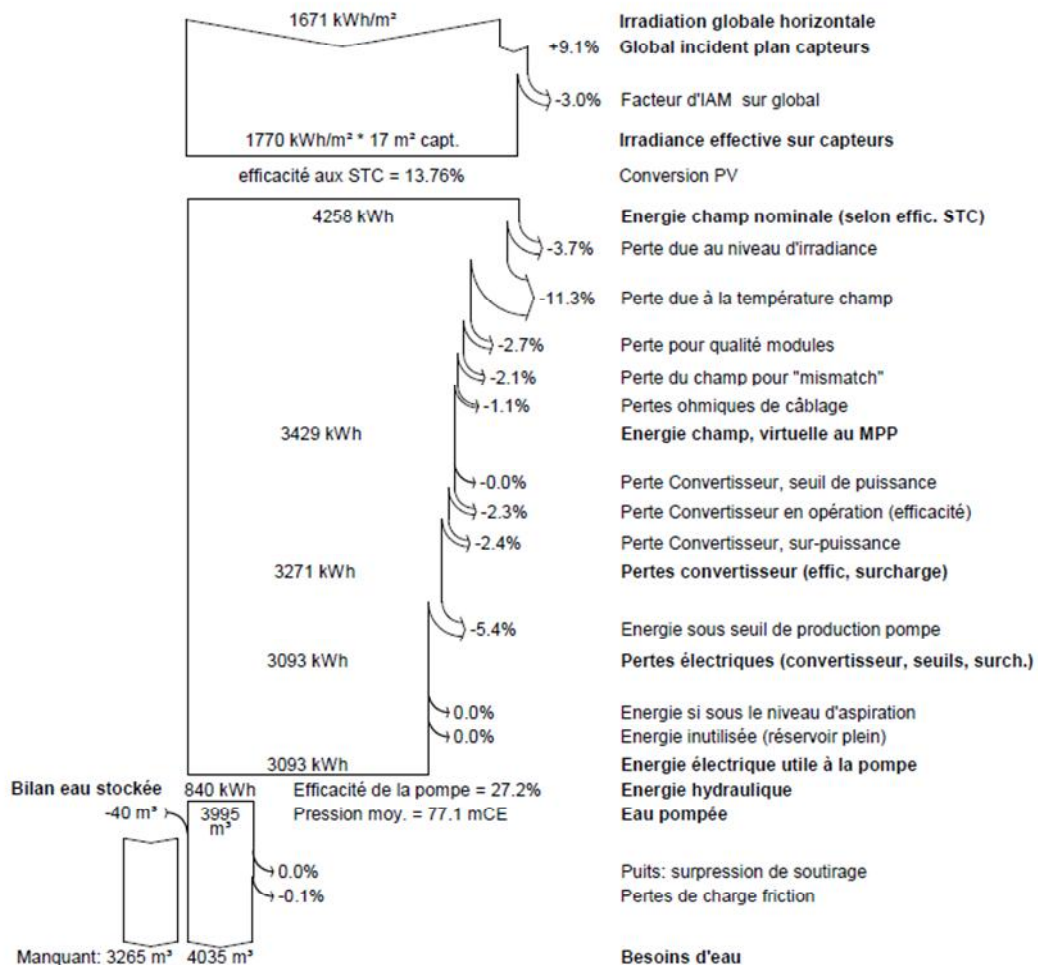 1671 kWh/m² Irradiation globale horizontale
+9.1% Global incident plan capteurs
-3.0% Facteur d'IAM sur global
1770 kWh/m² * 17 m² capt. Irradiance effective sur capteurs
efficacité aux STC = 13.76% Conversion PV
4258 kWh Energie champ nominale (selon effic. STC)
-3.7% Perte due au niveau d'irradiance
-11.3% Perte due à la température champ
-2.7% Perte pour qualité modules
-2.1% Perte du champ pour "mismatch"
-1.1% Pertes ohmiques de câblage
3429 kWh Energie champ, virtuelle au MPP
-0.0% Perte Convertisseur, seuil de puissance
-2.3% Perte Convertisseur en opération (efficacité)
-2.4% Perte Convertisseur, sur-puissance
3271 kWh Pertes convertisseur (effic, surcharge)
-5.4% Energie sous seuil de production pompe
3093 kWh Pertes électriques (convertisseur, seuils, surch.)
0.0% Energie si sous le niveau d'aspiration
0.0% Energie inutilisée (réservoir plein)
3093 kWh Energie électrique utile à la pompe
Bilan eau stockée 840 kWh Efficacité de la pompe = 27.2% Energie hydraulique
-40 m³ 3995 m³ Pression moy. = 77.1 mCE Eau pompée
0.0% Puits: surpression de soutirage
-0.1% Pertes de charge friction
Manquant: 3265 m³ 4035 m³ Besoins d'eau